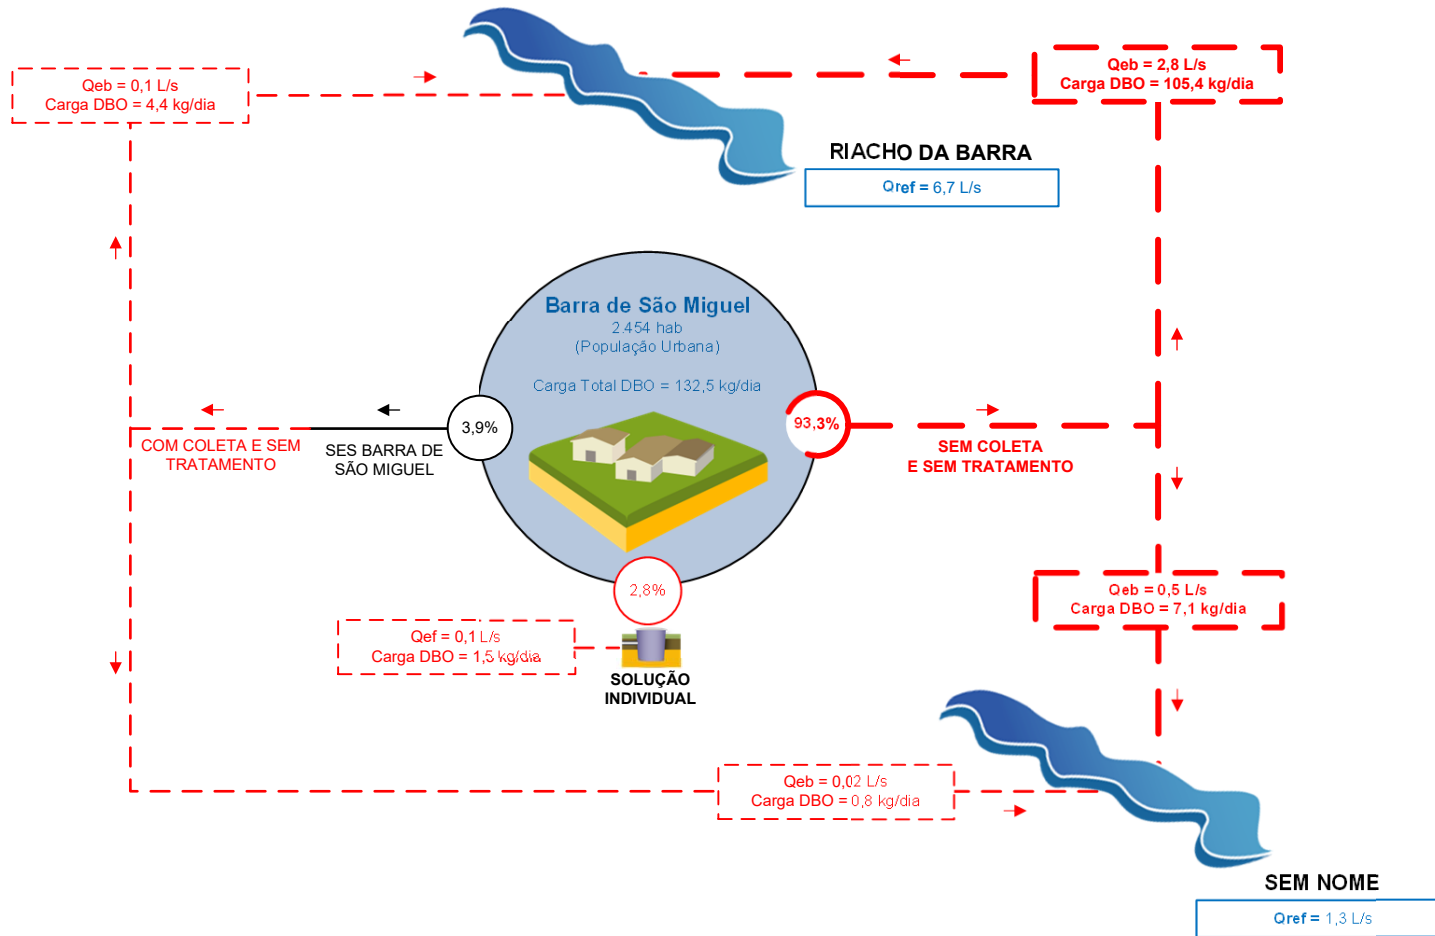 Qeb = 0,1 L/s
Carga DBO = 4,4 kg/dia
Qeb = 2,8 L/s
Carga DBO = 105,4 kg/dia
RIACHO DA BARRA
Qref = 6,7 L/s
Barra de São Miguel
2.454 hab
(População Urbana)
Carga Total DBO = 132,5 kg/dia
3,9%
93,3%
COM COLETA E SEM
TRATAMENTO
SES BARRA DE
SÃO MIGUEL
SEM COLETA
E SEM TRATAMENTO
2,8%
Qef = 0,1 L/s
Carga DBO = 1,5 kg/dia
SOLUÇÃO
INDIVIDUAL
Qeb = 0,5 L/s
Carga DBO = 7,1 kg/dia
Qeb = 0,02 L/s
Carga DBO = 0,8 kg/dia
SEM NOME
Qref = 1,3 L/s